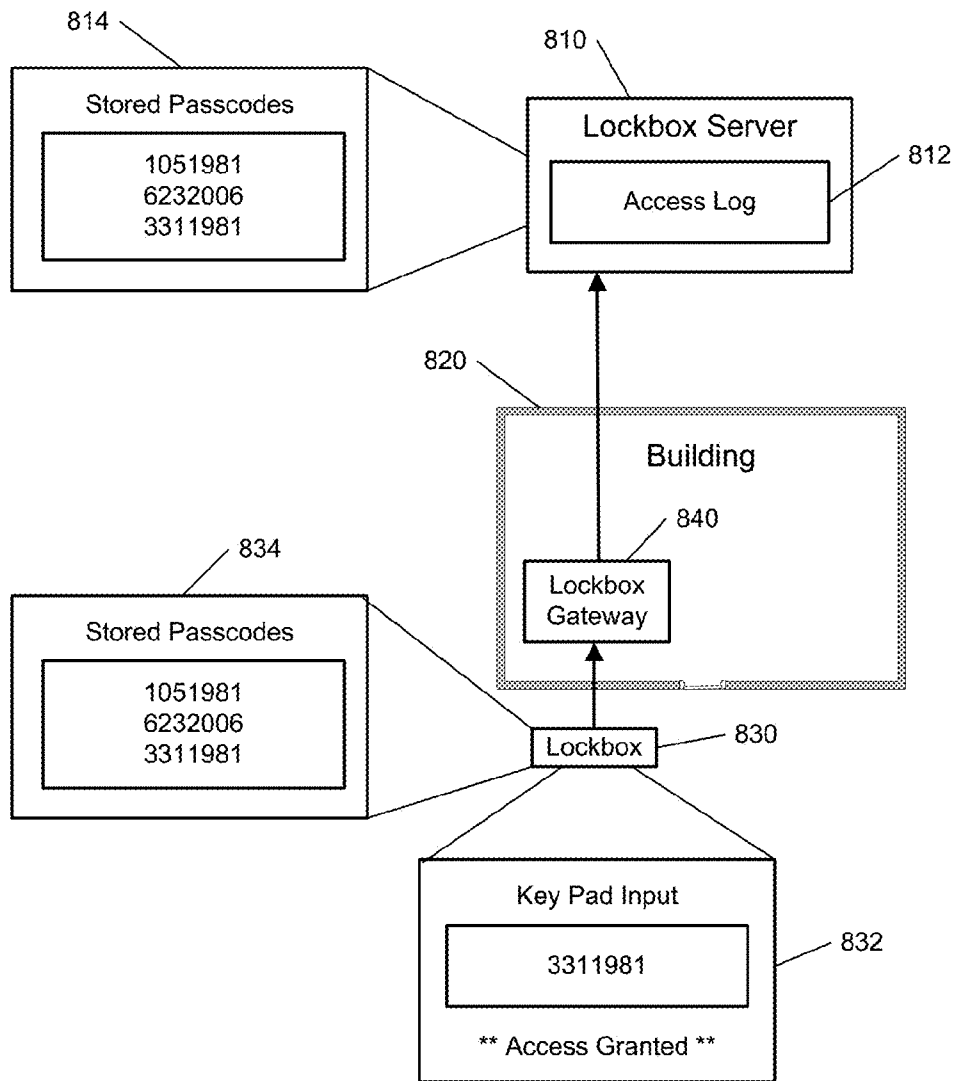 814
810
Stored Passcodes
1051981
6232006
3311981
Lockbox Server
812
Access Log
820
Building
840
834
Lockbox
Gateway
Stored Passcodes
1051981
6232006
3311981
830
Lockbox
Key Pad Input
832
3311981
** Access Granted **